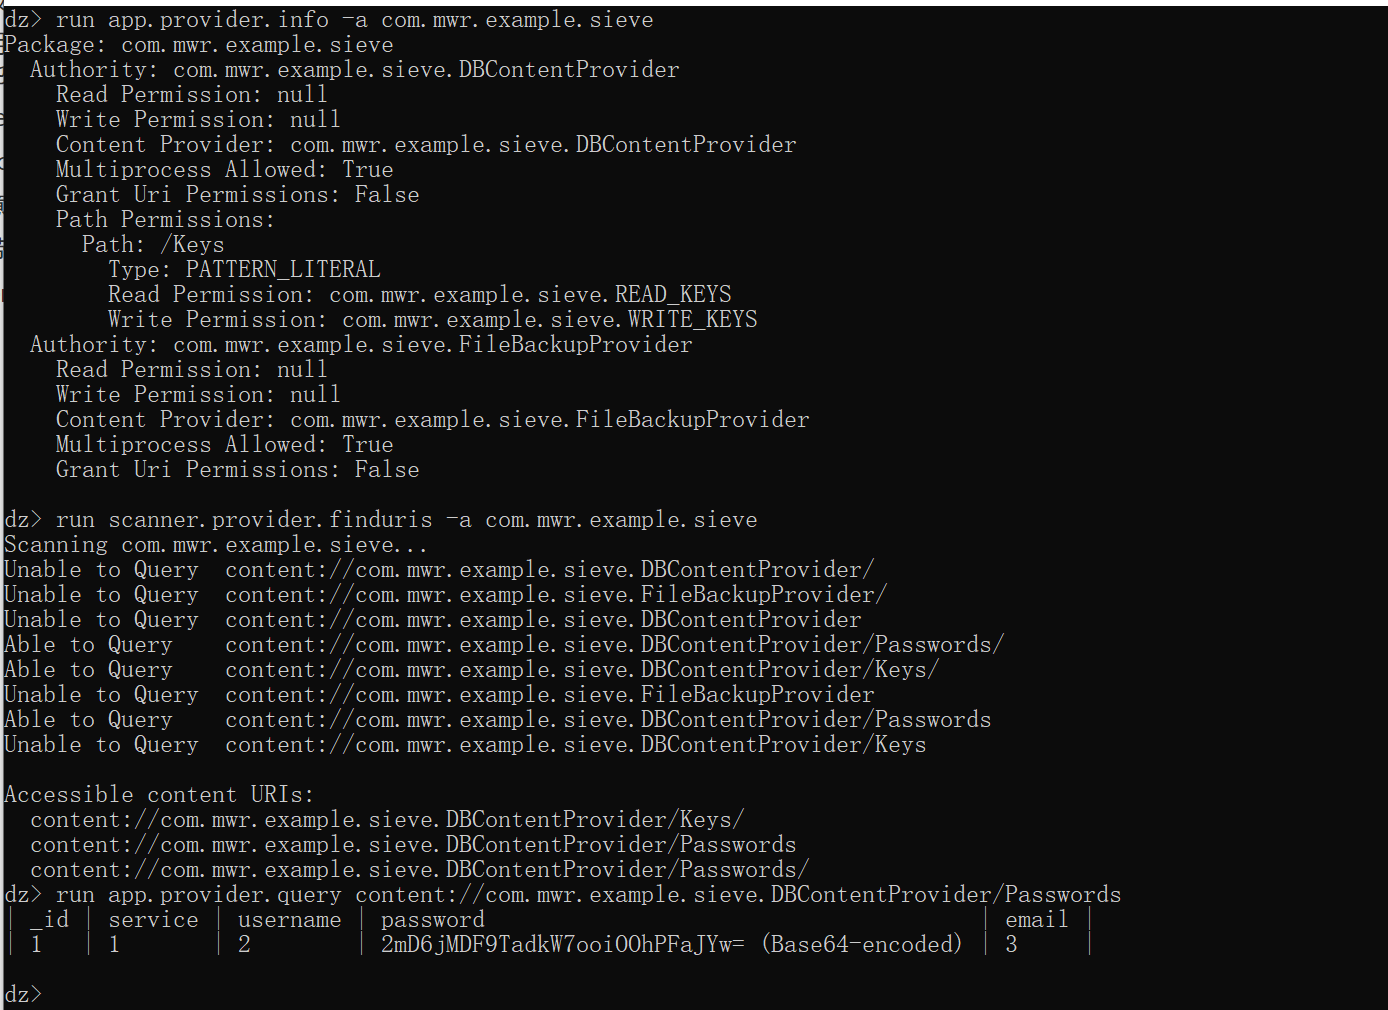 dz> run app.provider.info -a com.mwr.example.sieve
Package: com.mwr.example.sieve
  Authority: com.mwr.example.sieve.DBContentProvider
    Read Permission: null
    Write Permission: null
    Content Provider: com.mwr.example.sieve.DBContentProvider
    Multiprocess Allowed: True
    Grant Uri Permissions: False
    Path Permissions:
      Path: /Keys
        Type: PATTERN_LITERAL
        Read Permission: com.mwr.example.sieve.READ_KEYS
        Write Permission: com.mwr.example.sieve.WRITE_KEYS
  Authority: com.mwr.example.sieve.FileBackupProvider
    Read Permission: null
    Write Permission: null
    Content Provider: com.mwr.example.sieve.FileBackupProvider
    Multiprocess Allowed: True
    Grant Uri Permissions: False

dz> run scanner.provider.finduris -a com.mwr.example.sieve
Scanning com.mwr.example.sieve...
Unable to Query  content://com.mwr.example.sieve.DBContentProvider/
Unable to Query  content://com.mwr.example.sieve.FileBackupProvider/
Unable to Query  content://com.mwr.example.sieve.DBContentProvider
Able to Query    content://com.mwr.example.sieve.DBContentProvider/Passwords/
Able to Query    content://com.mwr.example.sieve.DBContentProvider/Keys/
Unable to Query  content://com.mwr.example.sieve.FileBackupProvider
Able to Query    content://com.mwr.example.sieve.DBContentProvider/Passwords
Unable to Query  content://com.mwr.example.sieve.DBContentProvider/Keys

Accessible content URIs:
  content://com.mwr.example.sieve.DBContentProvider/Keys/
  content://com.mwr.example.sieve.DBContentProvider/Passwords
  content://com.mwr.example.sieve.DBContentProvider/Passwords/
dz> run app.provider.query content://com.mwr.example.sieve.DBContentProvider/Passwords
| _id | service | username | password                                      | email |
| 1   | 1       | 2        | 2mD6jMDF9TadkW7ooiOOhPFaJYw= (Base64-encoded) | 3     |

dz>